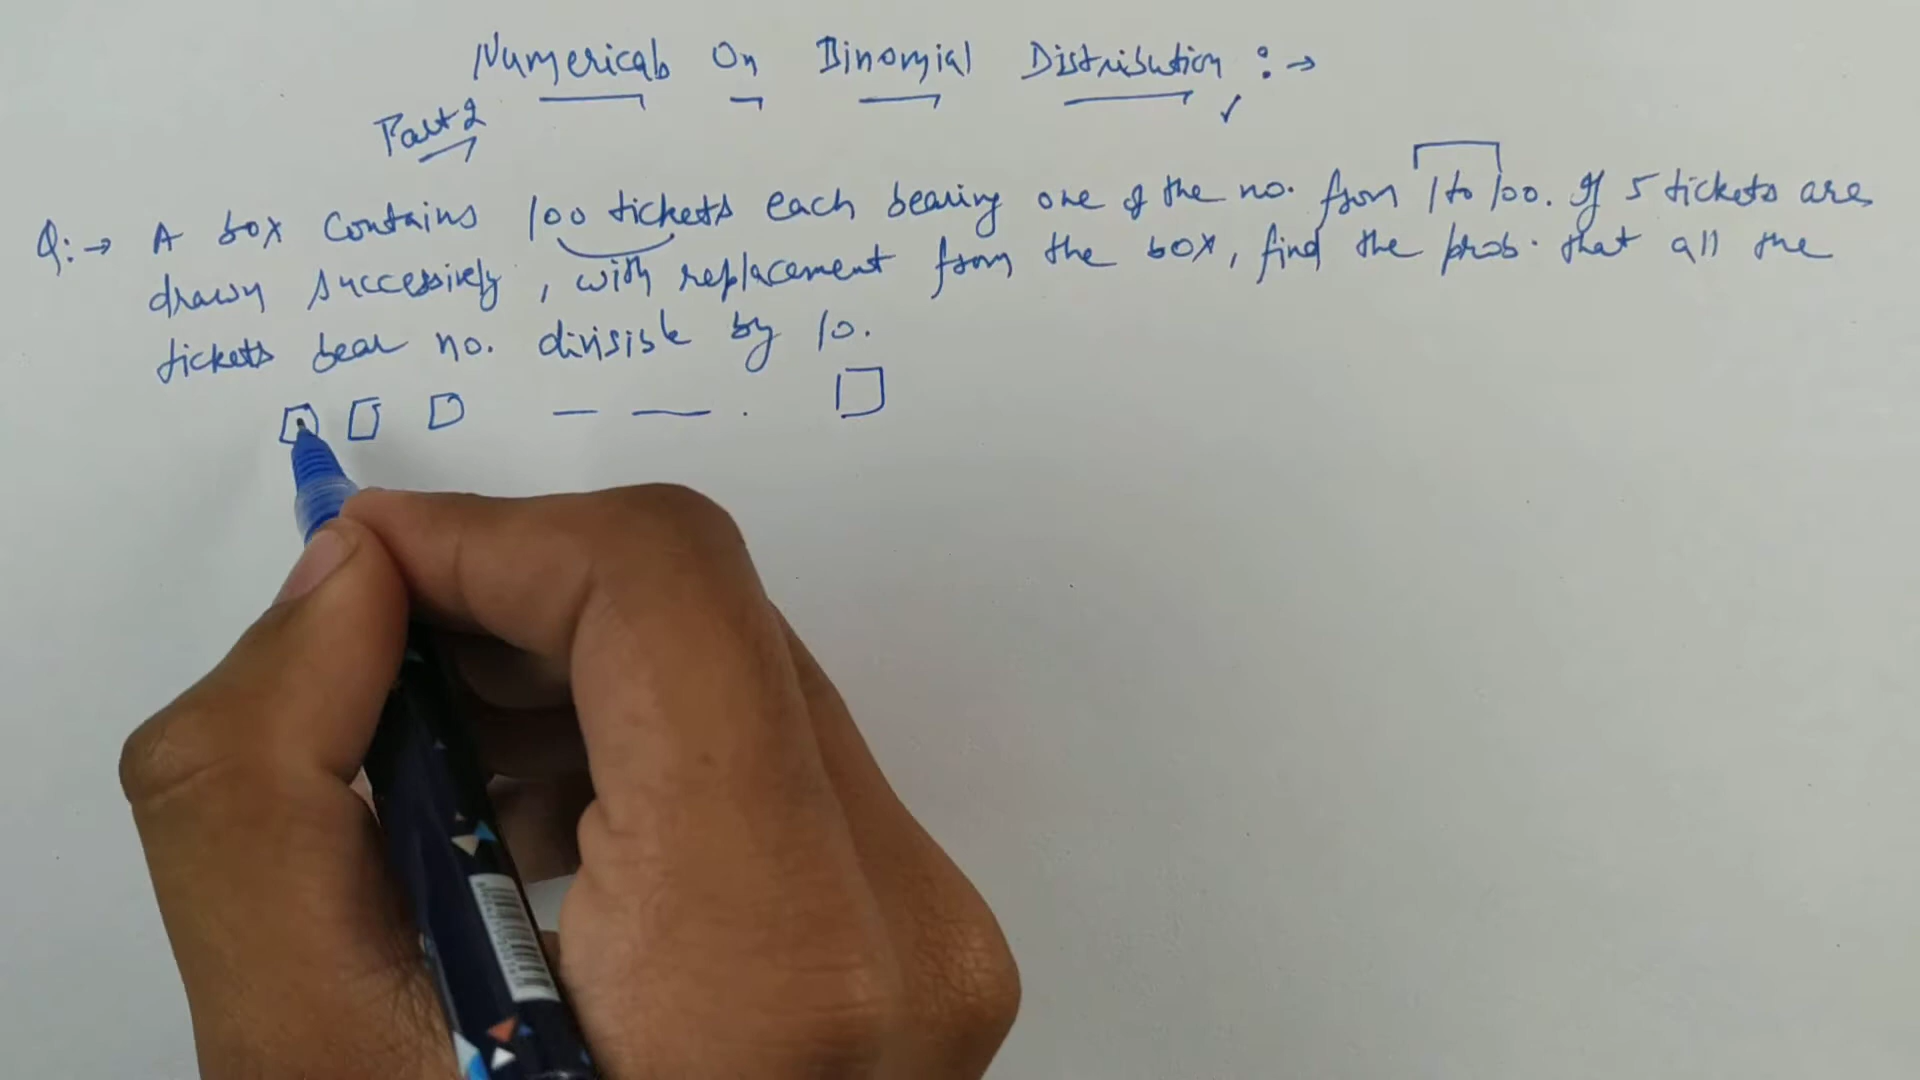 Numericals On Binomial Distribution :→
Part 2
Q:→ A box contains 100 tickets each bearing one of the no. from 1 to 100. If 5 tickets are
drawn successively, with replacement from the box, find the prob. that all the
tickets bear no. divisible by 10.